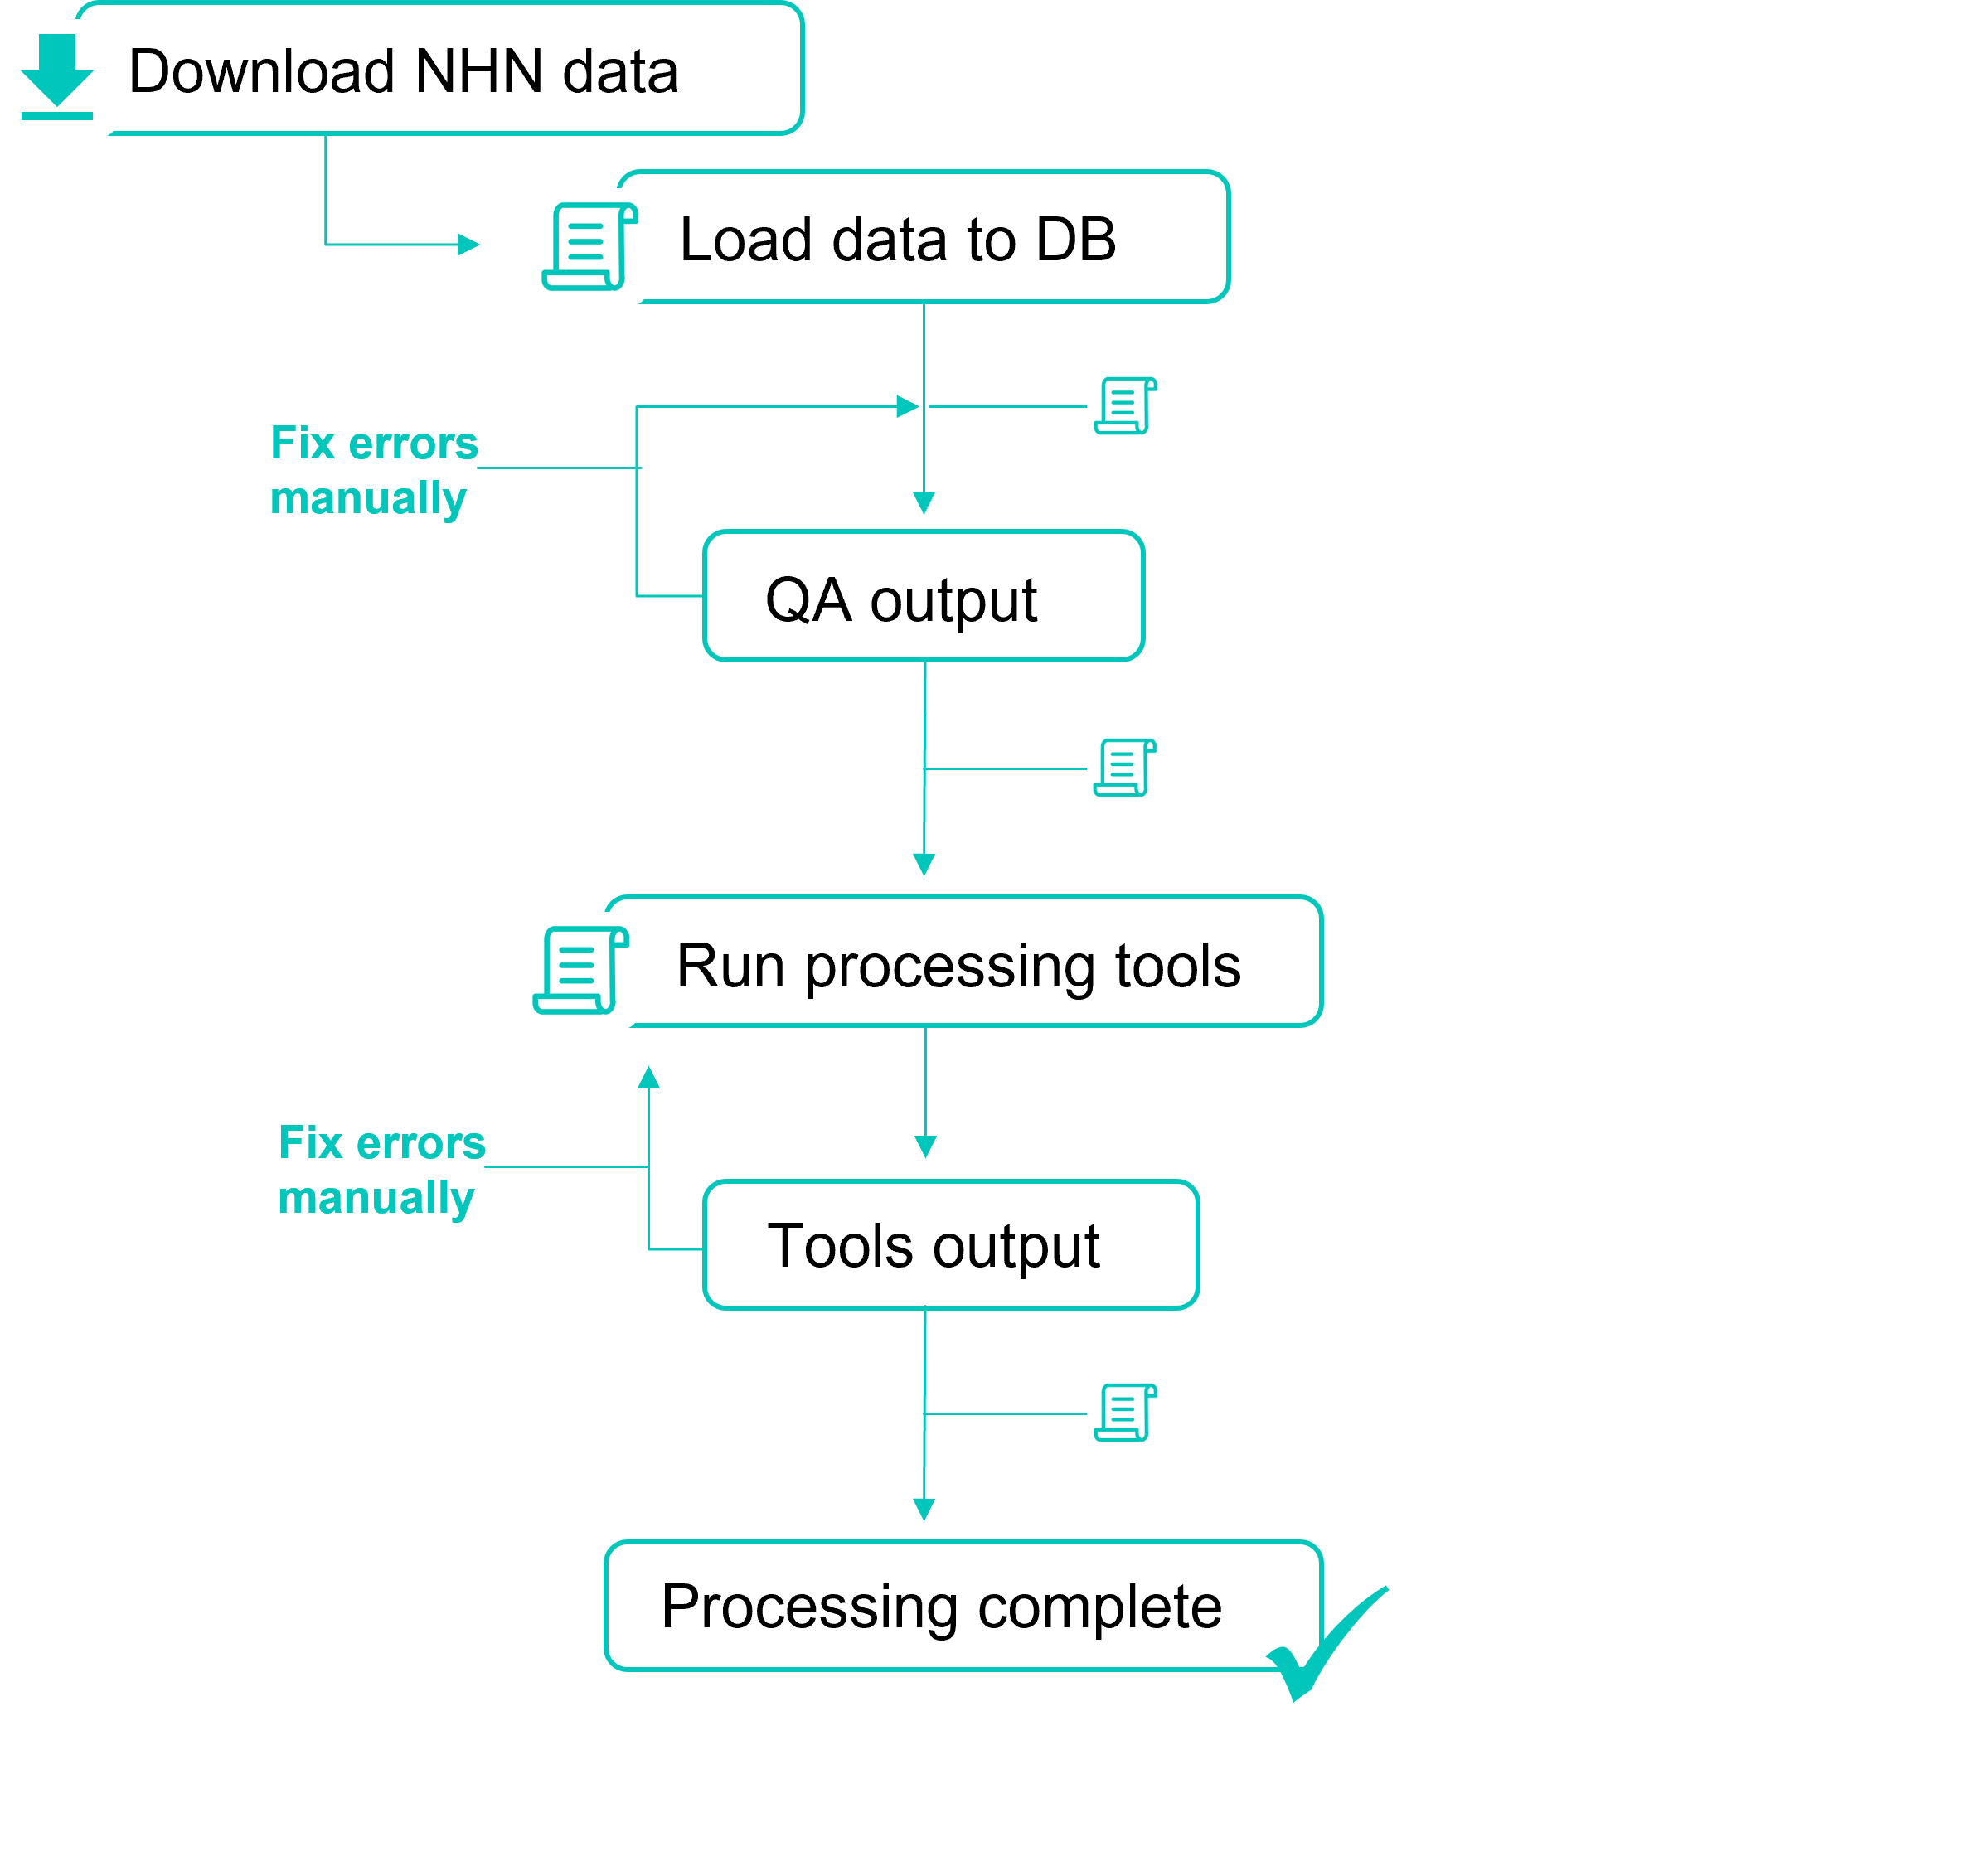 Download NHN data
Load data to DB
Fix errors
manually
QA output
Run processing tools
Fix errors
manually
Tools output
Processing complete